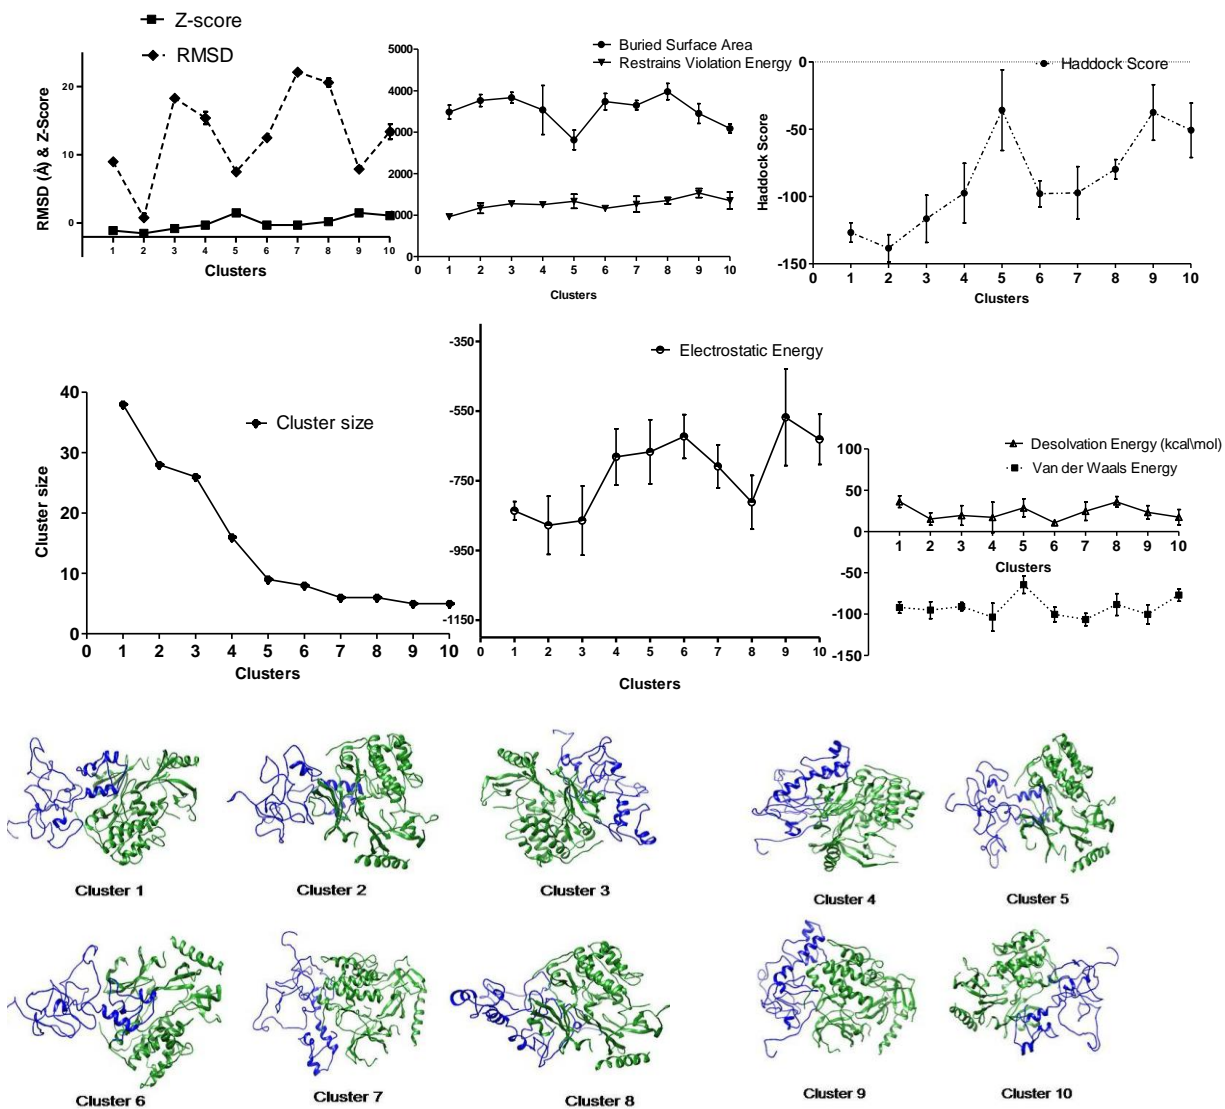 Z-score
RMSD
RMSD (Å) & Z-Score
20
10
0
1 2 3 4 5 6 7 8 9 10
Clusters
Buried Surface Area
Restrains Violation Energy
5000
4000
3000
2000
1000
0
0 1 2 3 4 5 6 7 8 9 10
Clusters
Haddock Score
Haddock Score
0
-50
-100
-150
0 1 2 3 4 5 6 7 8 9 10
Clusters
Cluster size
Cluster size
40
30
20
10
0
0 1 2 3 4 5 6 7 8 9 10
Clusters
Electrostatic Energy
-350
-550
-750
-950
-1150
0 1 2 3 4 5 6 7 8 9 10
Clusters
Desolvation Energy (kcal\mol)
Van der Waals Energy
100
50
0
-50
-100
-150
1 2 3 4 5 6 7 8 9 10
Clusters
Cluster 1
Cluster 2
Cluster 3
Cluster 4
Cluster 5
Cluster 6
Cluster 7
Cluster 8
Cluster 9
Cluster 10